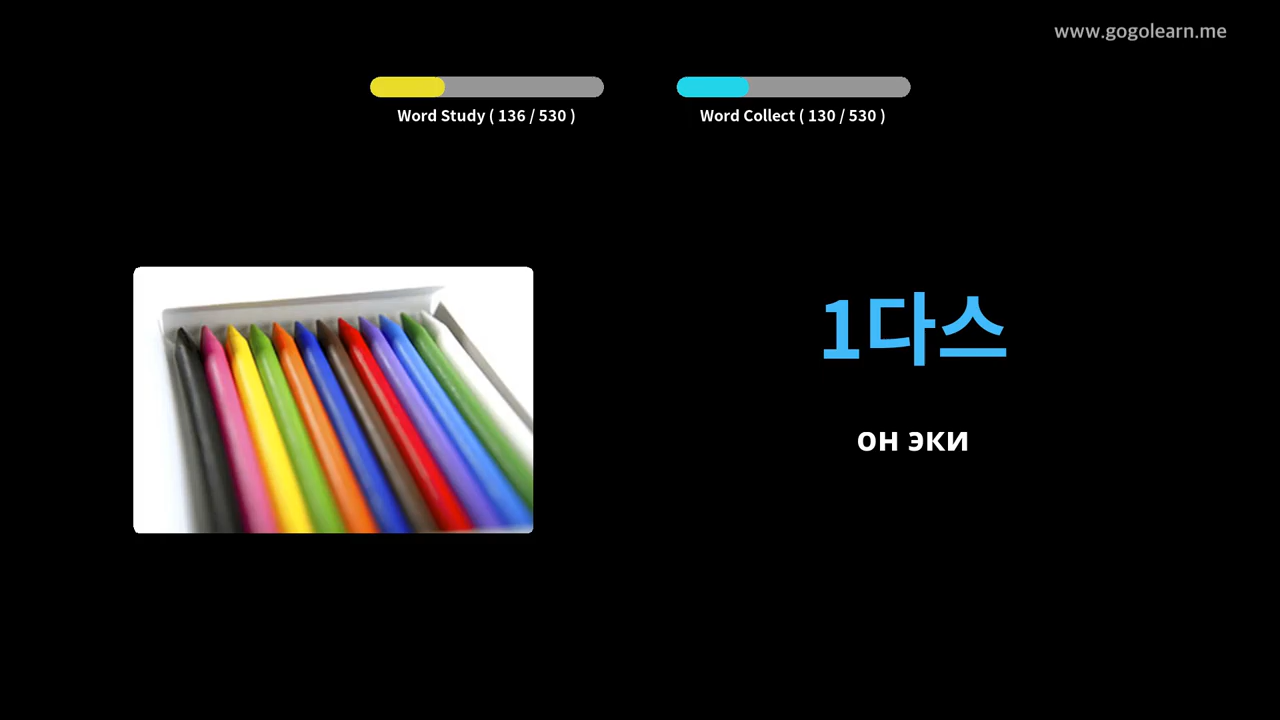 www.gogolearn.me
Word Study ( 136 / 530 )
Word Collect ( 130 / 530 )
1다스
он эки